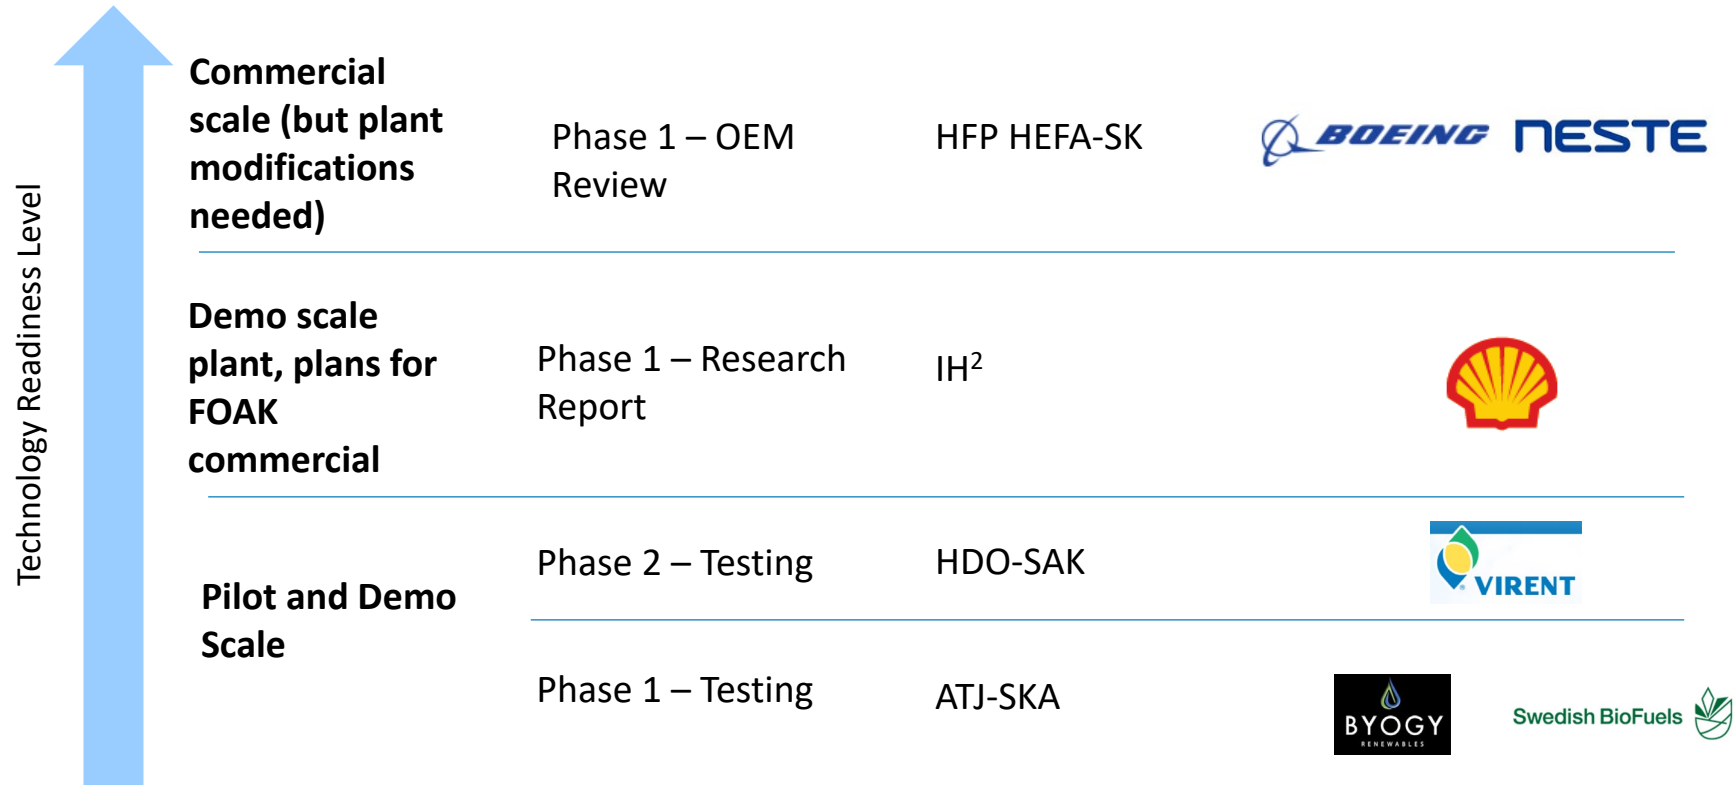 Technology Readiness Level
Commercial
scale (but plant
modifications
needed)
Phase 1 – OEM
Review
HFP HEFA-SK
BOEING
NESTE
Demo scale
plant, plans for
FOAK
commercial
Phase 1 – Research
Report
IH²
Pilot and Demo
Scale
Phase 2 – Testing
HDO-SAK
VIRENT
Phase 1 – Testing
ATJ-SKA
BYOGY
RENEWABLES
Swedish BioFuels